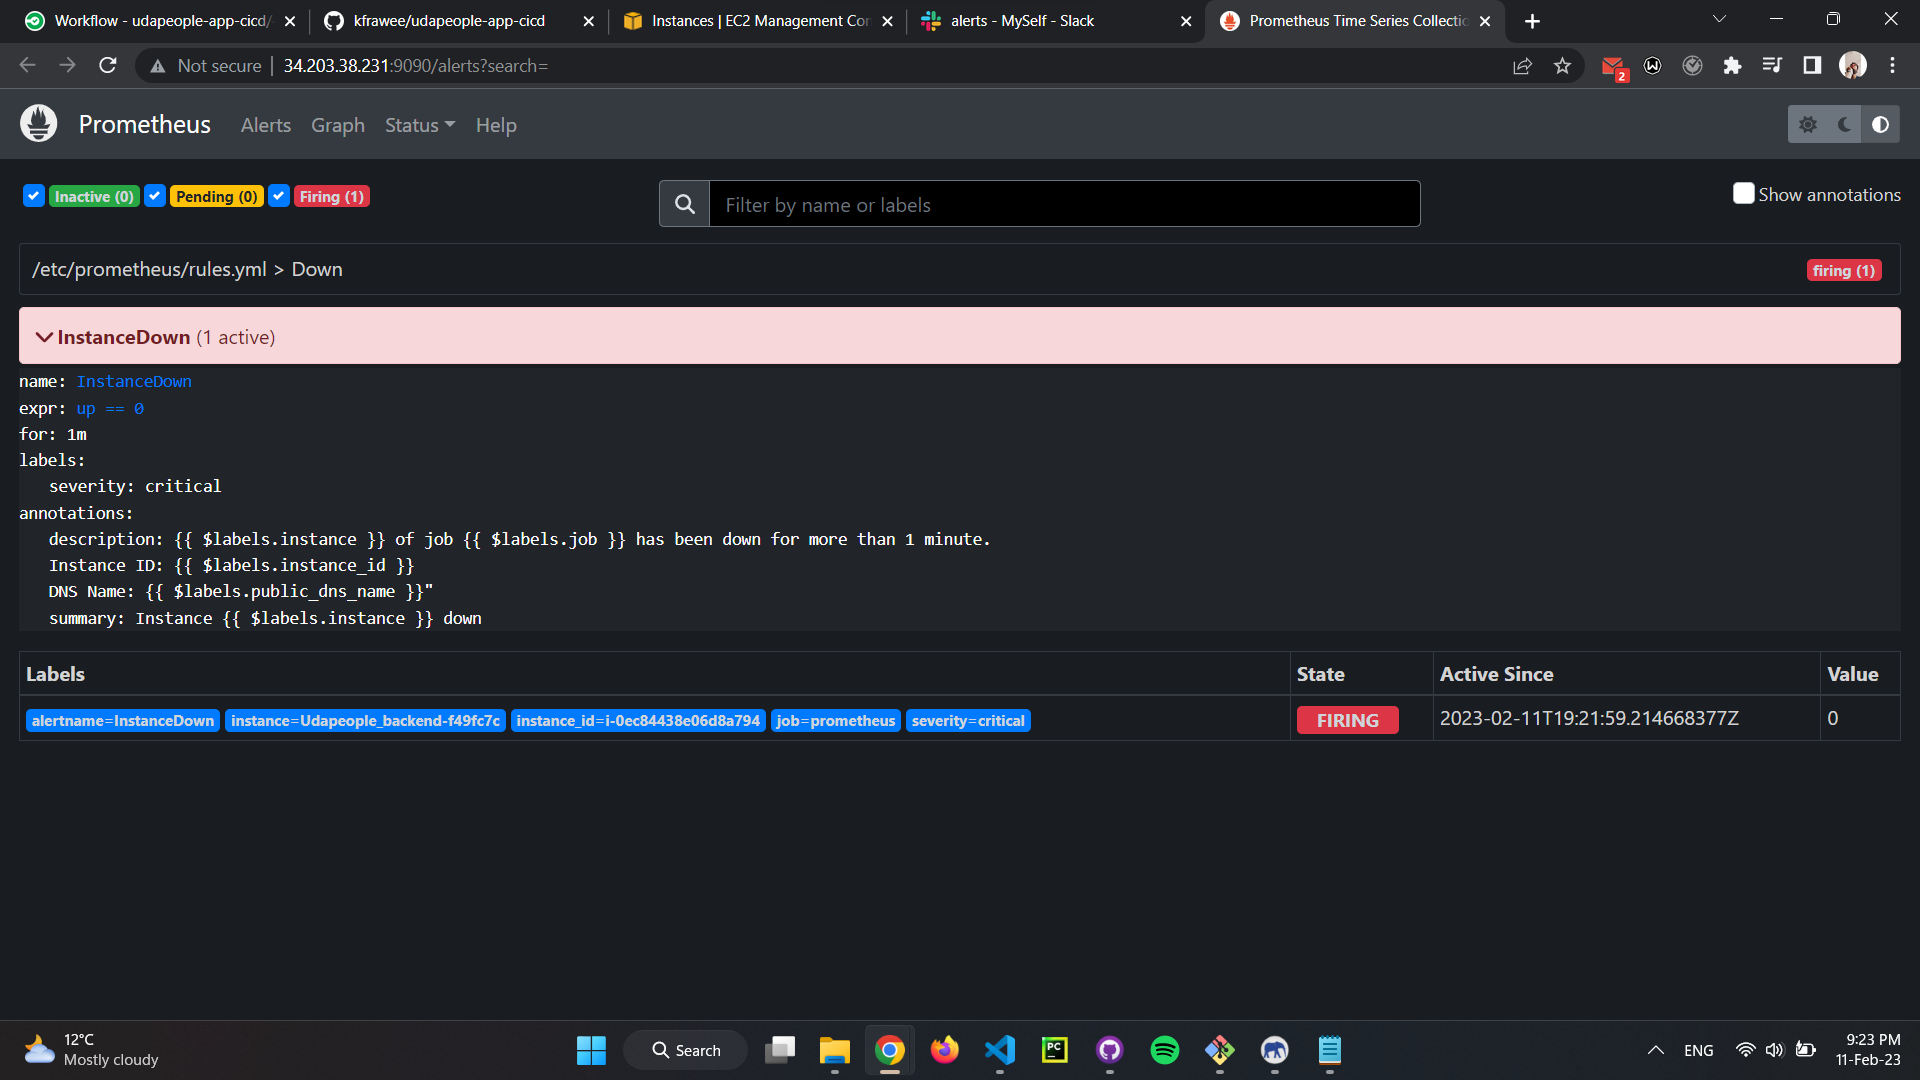 Workflow - udapeople-app-cicd/
kfrawee/udapeople-app-cicd
Instances | EC2 Management Con
alerts - MySelf - Slack
Prometheus Time Series Collectio
Not secure
34.203.38.231:9090/alerts?search=
2
Prometheus
Alerts
Graph
Status
Help
Inactive (0)
Pending (0)
Firing (1)
Filter by name or labels
Show annotations
/etc/prometheus/rules.yml > Down
firing (1)
InstanceDown (1 active)
name: InstanceDown
expr: up == 0
for: 1m
labels:
severity: critical
annotations:
description: {{ $labels.instance }} of job {{ $labels.job }} has been down for more than 1 minute.
Instance ID: {{ $labels.instance_id }}
DNS Name: {{ $labels.public_dns_name }}"
summary: Instance {{ $labels.instance }} down
Labels
State
Active Since
Value
alertname=InstanceDown
instance=Udapeople_backend-f49fc7c
instance_id=i-0ec84438e06d8a794
job=prometheus
severity=critical
FIRING
2023-02-11T19:21:59.214668377Z
0
12°C
Mostly cloudy
Search
PC
ENG
9:23 PM
11-Feb-23